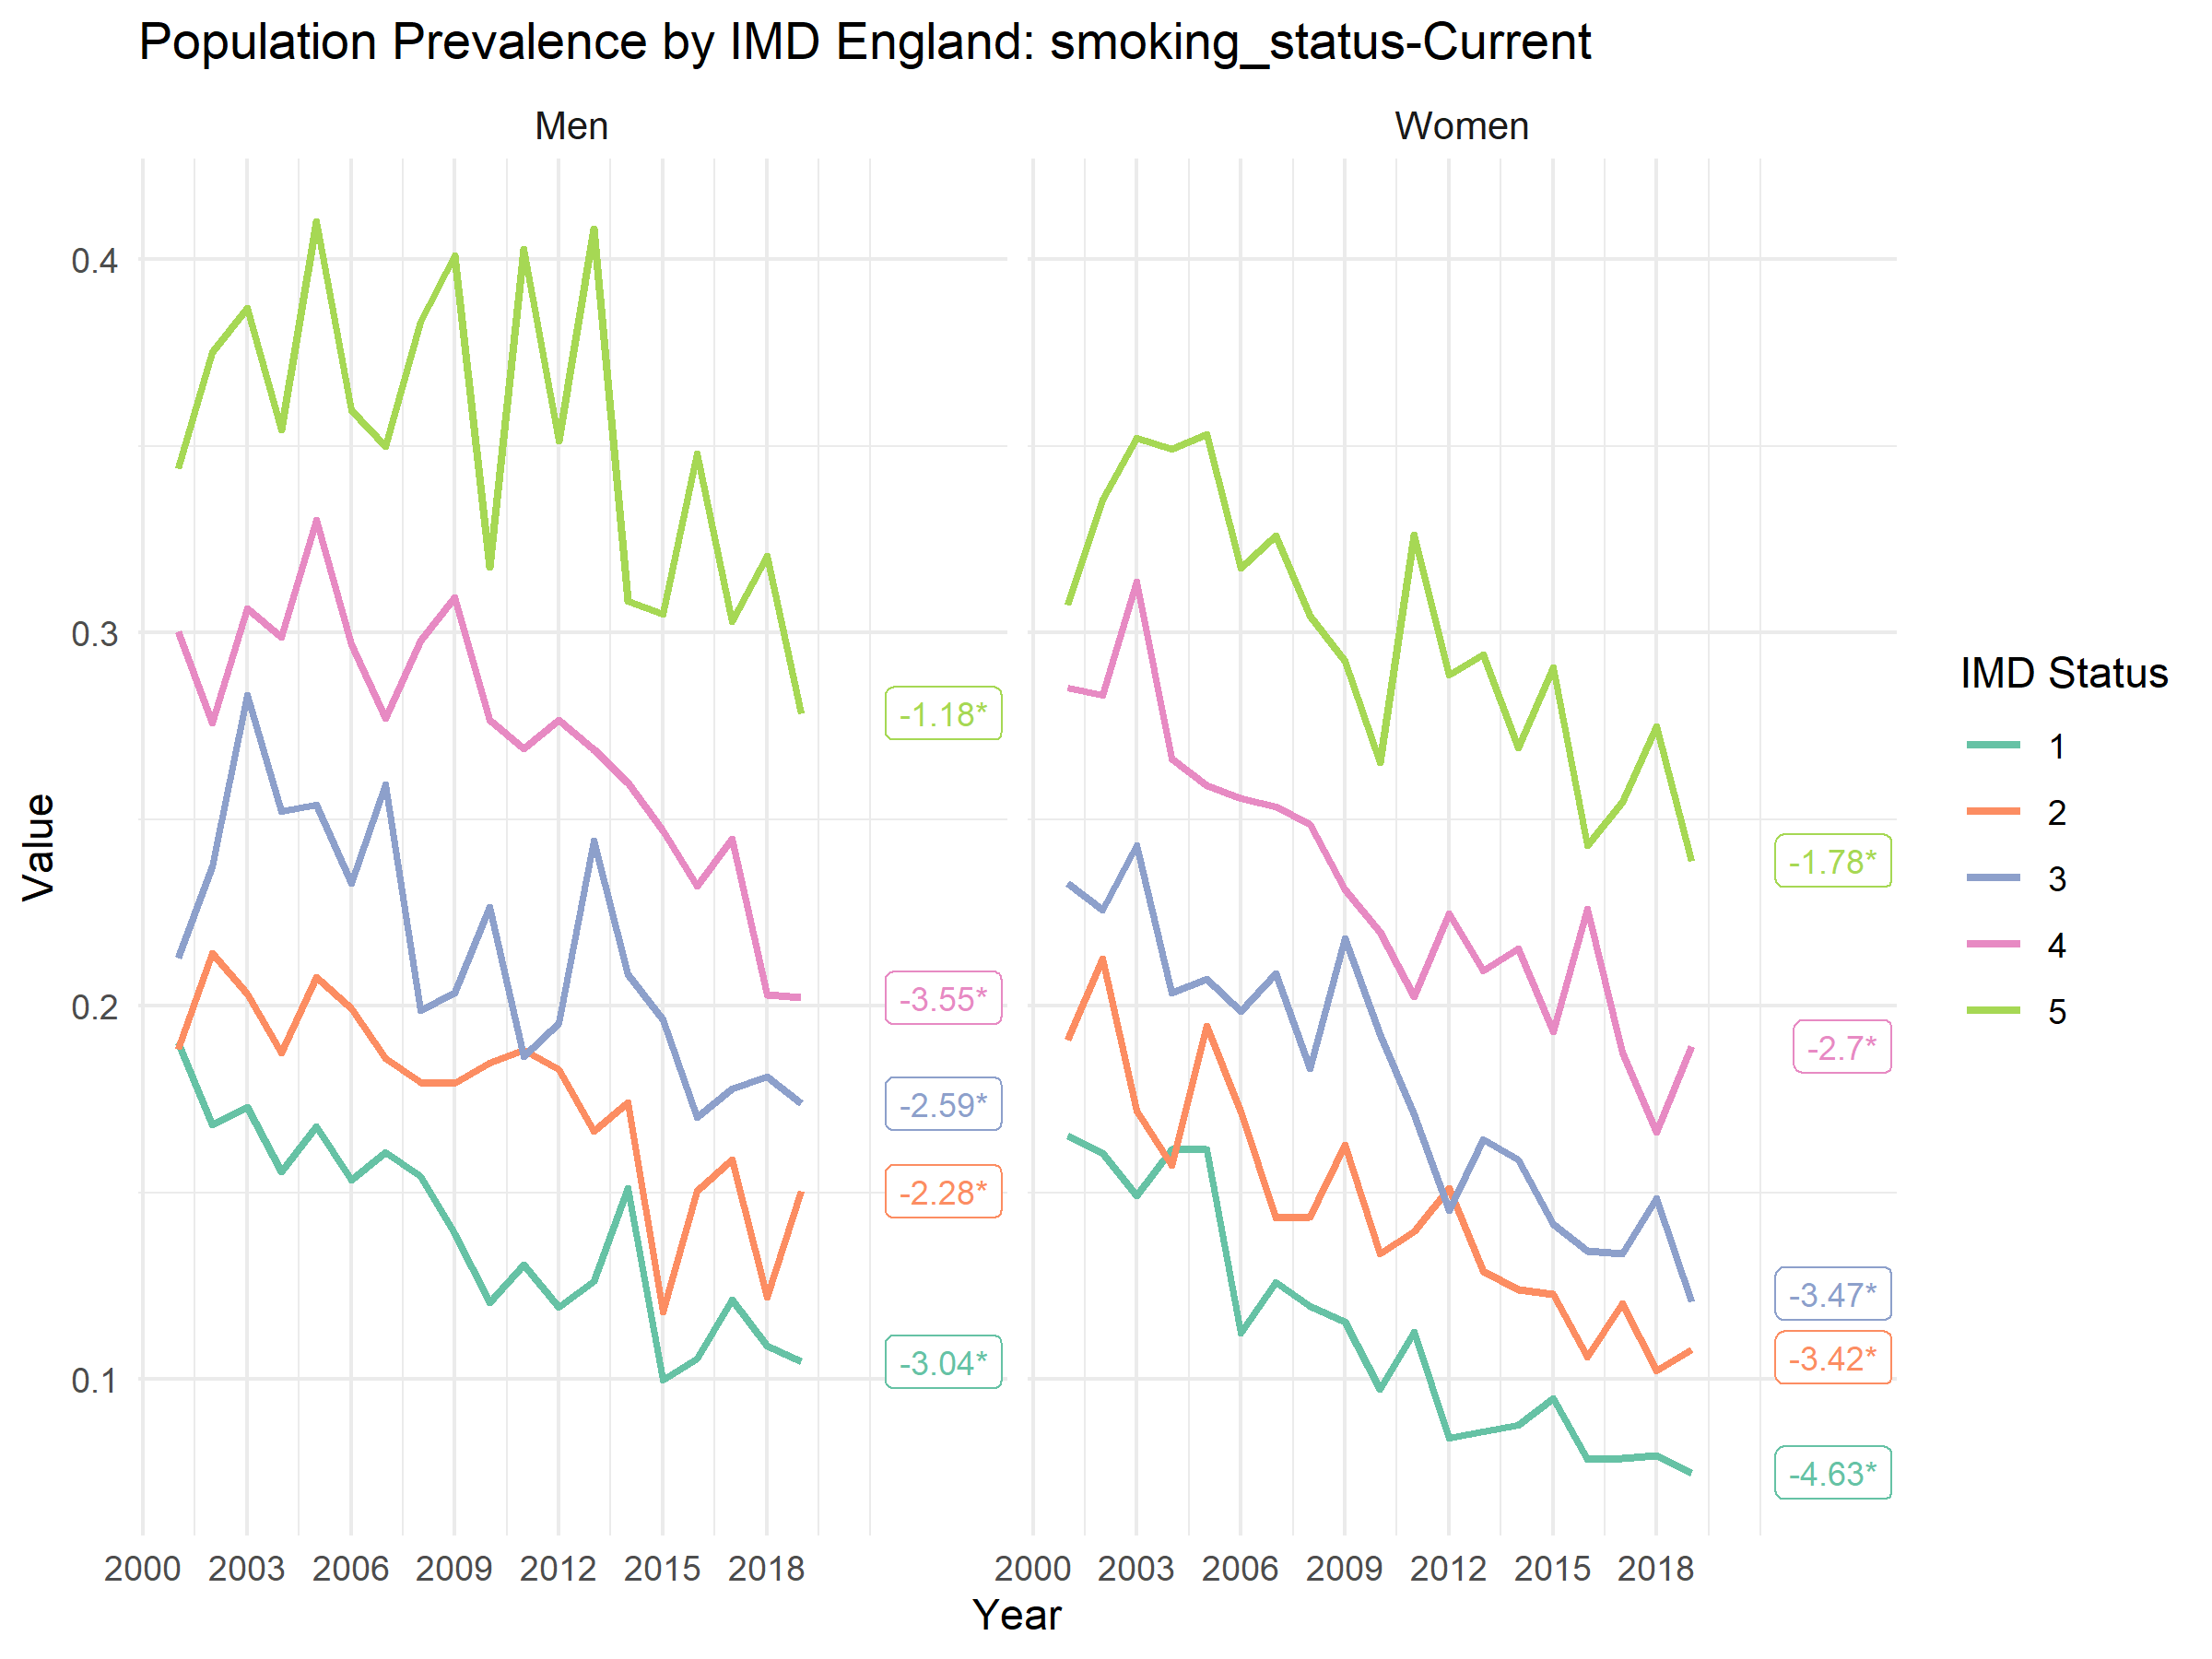 Population Prevalence by IMD England: smoking_status-Current
Men
Women
Value
0.4
0.3
0.2
0.1
-1.18*
-3.55*
-2.59*
-2.28*
-3.04*
-1.78*
-2.7*
-3.47*
-3.42*
-4.63*
2000 2003 2006 2009 2012 2015 2018
2000 2003 2006 2009 2012 2015 2018
Year
IMD Status
1
2
3
4
5